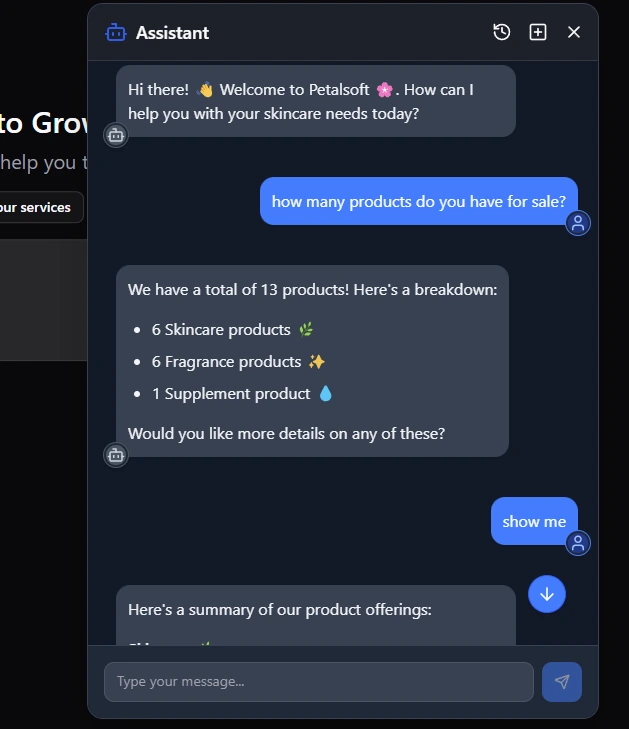 Assistant
to Grow
help you t
our services
Hi there! 👋 Welcome to Petalsoft 🌸. How can I
help you with your skincare needs today?
how many products do you have for sale?
We have a total of 13 products! Here's a breakdown:
• 6 Skincare products 🌿
• 6 Fragrance products ✨
• 1 Supplement product 💧
Would you like more details on any of these?
show me
Here's a summary of our product offerings:
Type your message...